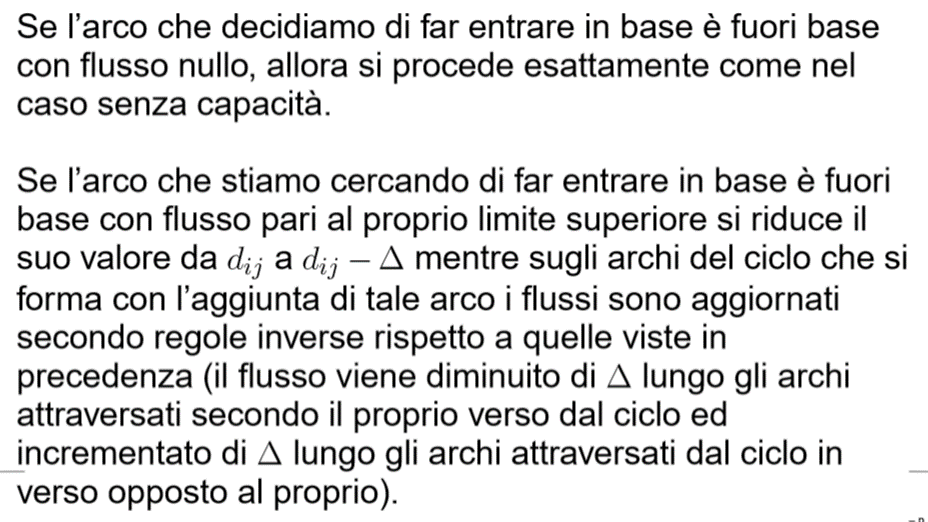 Se l'arco che decidiamo di far entrare in base è fuori base
con flusso nullo, allora si procede esattamente come nel
caso senza capacità.
Se l'arco che stiamo cercando di far entrare in base è fuori
base con flusso pari al proprio limite superiore si riduce il
suo valore da d_{ij} a d_{ij} − Δ mentre sugli archi del ciclo che si
forma con l'aggiunta di tale arco i flussi sono aggiornati
secondo regole inverse rispetto a quelle viste in
precedenza (il flusso viene diminuito di Δ lungo gli archi
attraversati secondo il proprio verso dal ciclo ed
incrementato di Δ lungo gli archi attraversati dal ciclo in
verso opposto al proprio).